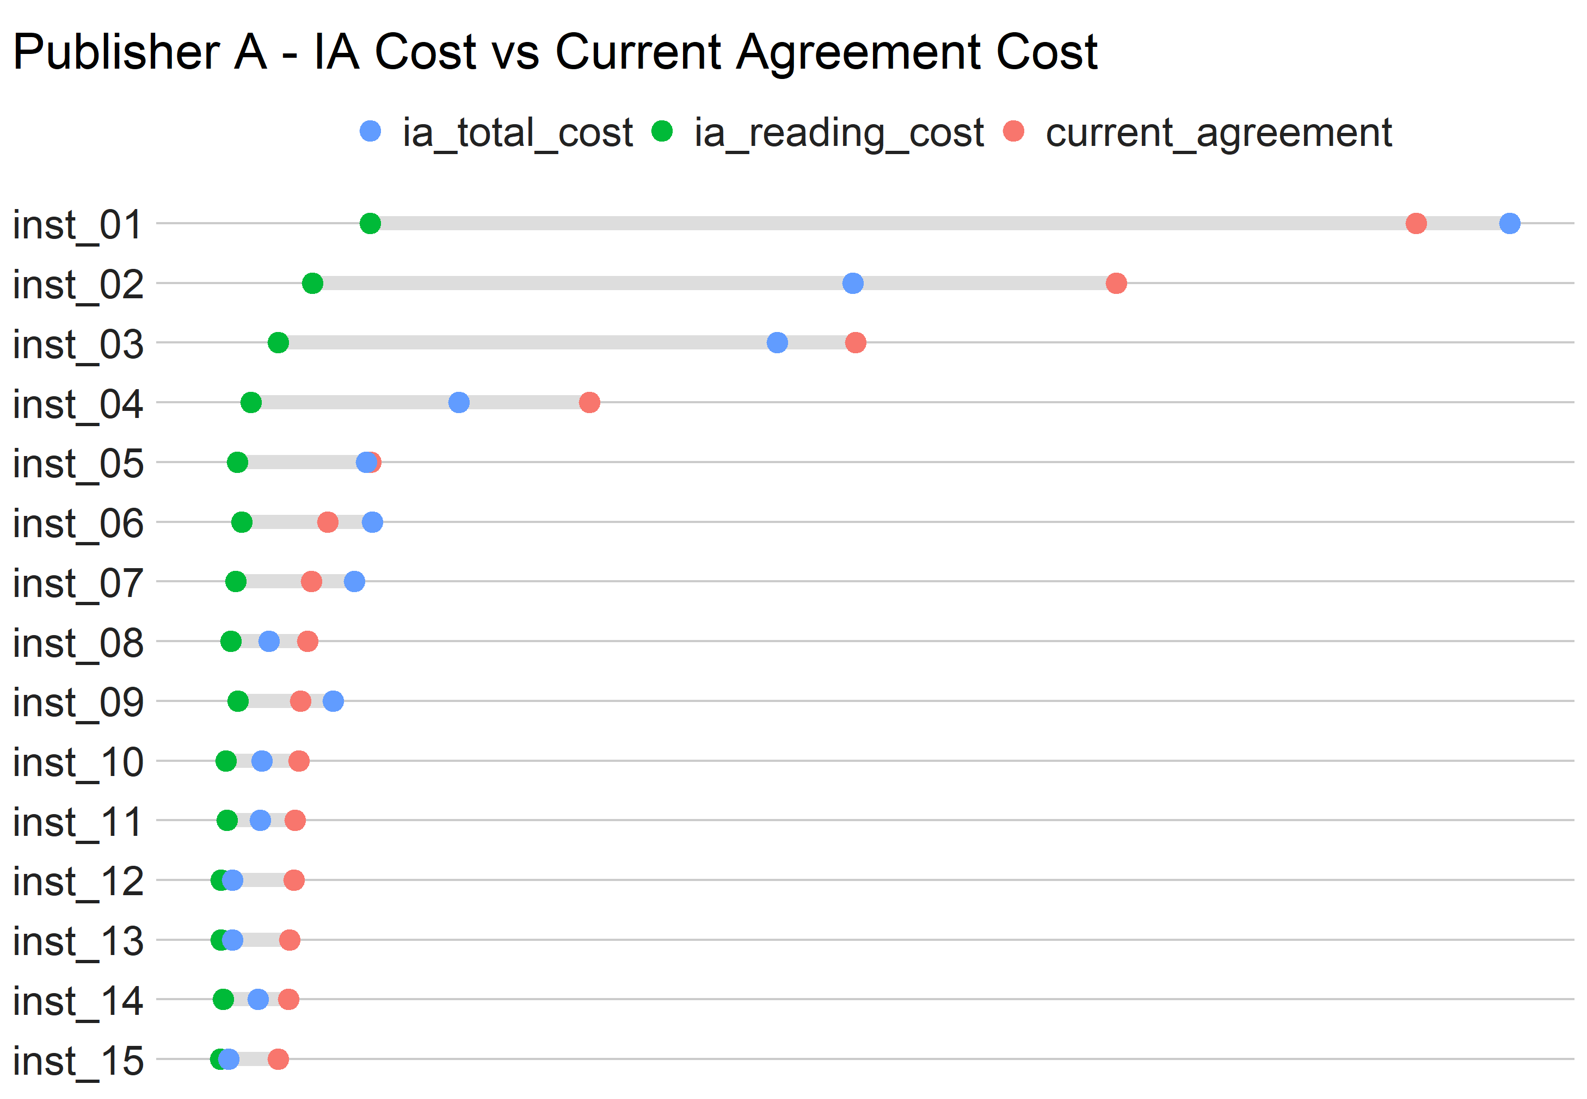 Publisher A - IA Cost vs Current Agreement Cost
ia_total_cost ia_reading_cost current_agreement
inst_01
inst_02
inst_03
inst_04
inst_05
inst_06
inst_07
inst_08
inst_09
inst_10
inst_11
inst_12
inst_13
inst_14
inst_15